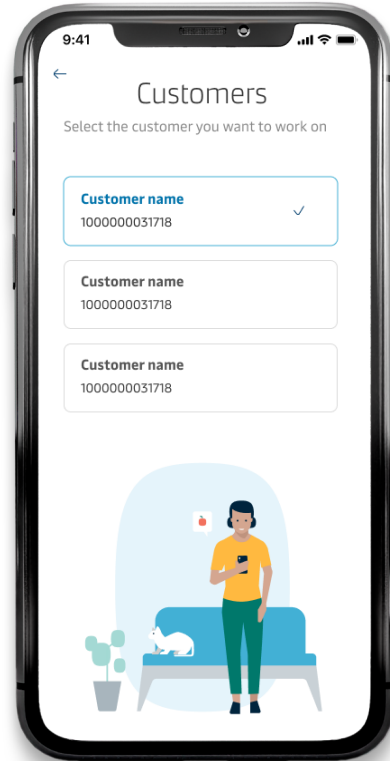 9:41
Customers
Select the customer you want to work on
Customer name
1000000031718
Customer name
1000000031718
Customer name
1000000031718